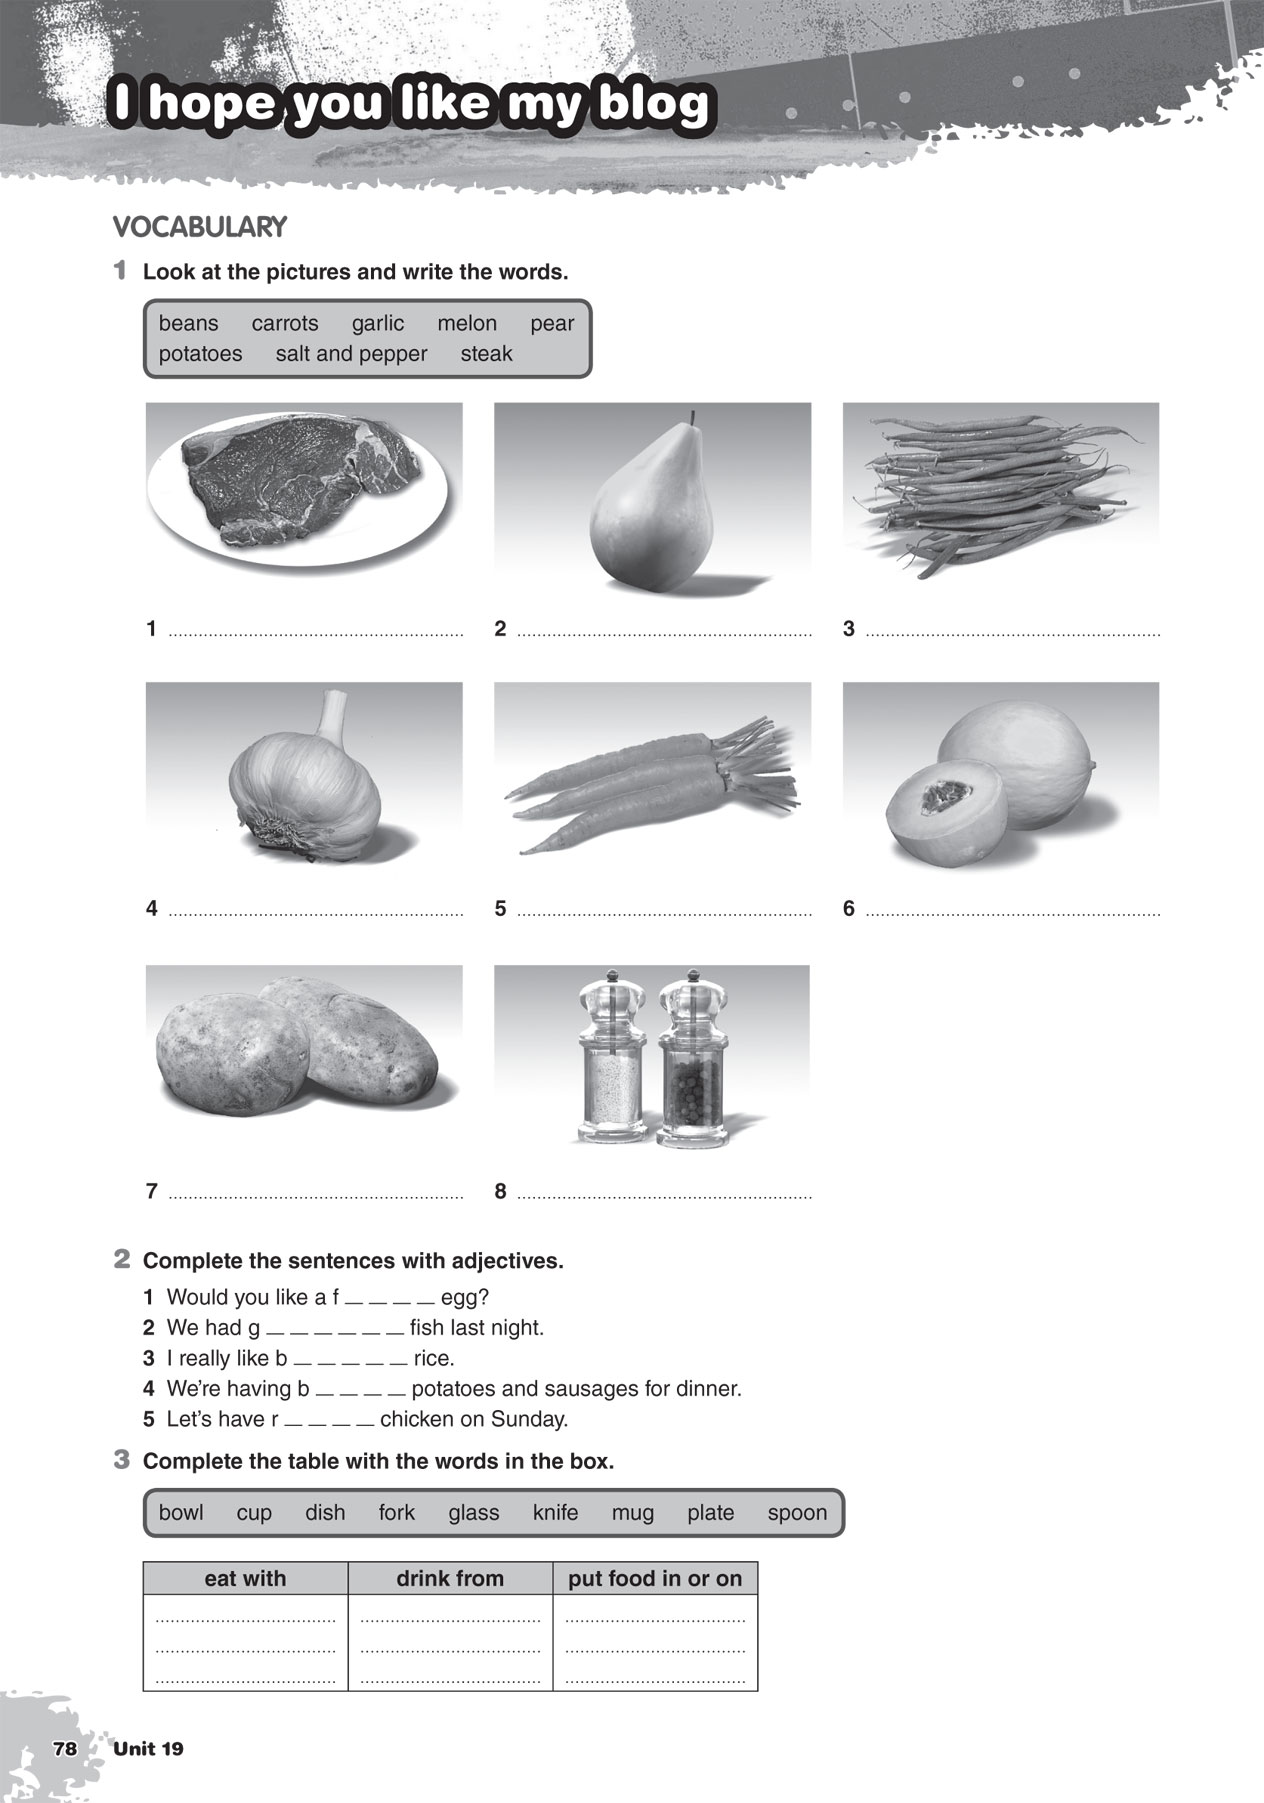 I hope you like my blog
VOCABULARY
1 Look at the pictures and write the words.
beans carrots garlic melon pear
potatoes salt and pepper steak
1 ........................................................... 2 ........................................................... 3 ...........................................................
4 ........................................................... 5 ........................................................... 6 ...........................................................
7 ........................................................... 8 ...........................................................
2 Complete the sentences with adjectives.
1 Would you like a f _ _ _ _ egg?
2 We had g _ _ _ _ _ _ fish last night.
3 I really like b _ _ _ _ _ rice.
4 We're having b _ _ _ _ potatoes and sausages for dinner.
5 Let's have r _ _ _ _ chicken on Sunday.
3 Complete the table with the words in the box.
bowl cup dish fork glass knife mug plate spoon
eat with drink from put food in or on
.................................... .................................... ....................................
.................................... .................................... ....................................
.................................... .................................... ....................................
78 Unit 19